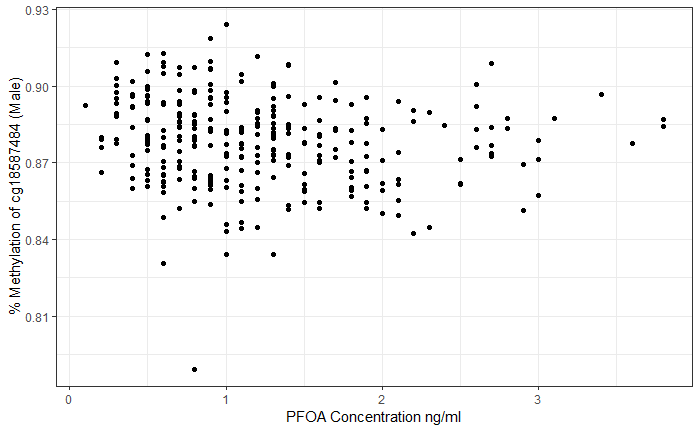 % Methylation of cg18587484 (Male)
0.93
0.90
0.87
0.84
0.81
0 1 2 3
PFOA Concentration ng/ml